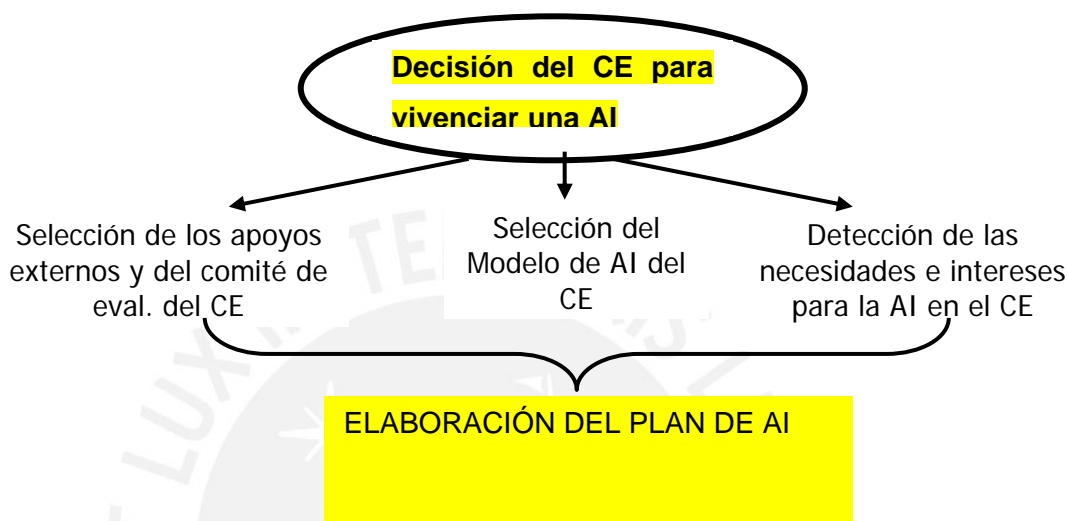 Decisión del CE para
vivenciar una AI
Selección de los apoyos
externos y del comité de
eval. del CE
Selección del
Modelo de AI del
CE
Detección de las
necesidades e intereses
para la AI en el CE
ELABORACIÓN DEL PLAN DE AI